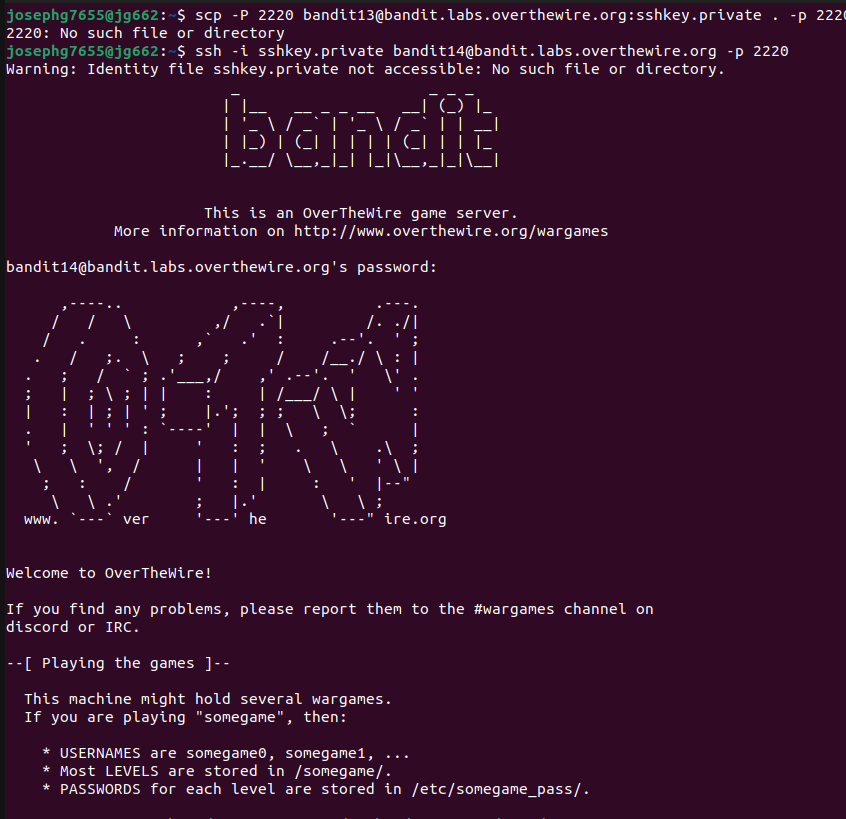 josephg7655@jg662:~$ scp -P 2220 bandit13@bandit.labs.overthewire.org:sshkey.private . -p 2220
2220: No such file or directory
josephg7655@jg662:~$ ssh -i sshkey.private bandit14@bandit.labs.overthewire.org -p 2220
Warning: Identity file sshkey.private not accessible: No such file or directory.
bandit
This is an OverTheWire game server.
More information on http://www.overthewire.org/wargames
bandit14@bandit.labs.overthewire.org's password:
www. ver he ire.org
Welcome to OverTheWire!
If you find any problems, please report them to the #wargames channel on
discord or IRC.
--[ Playing the games ]--
This machine might hold several wargames.
If you are playing "somegame", then:
* USERNAMES are somegame0, somegame1, ...
* Most LEVELS are stored in /somegame/.
* PASSWORDS for each level are stored in /etc/somegame_pass/.